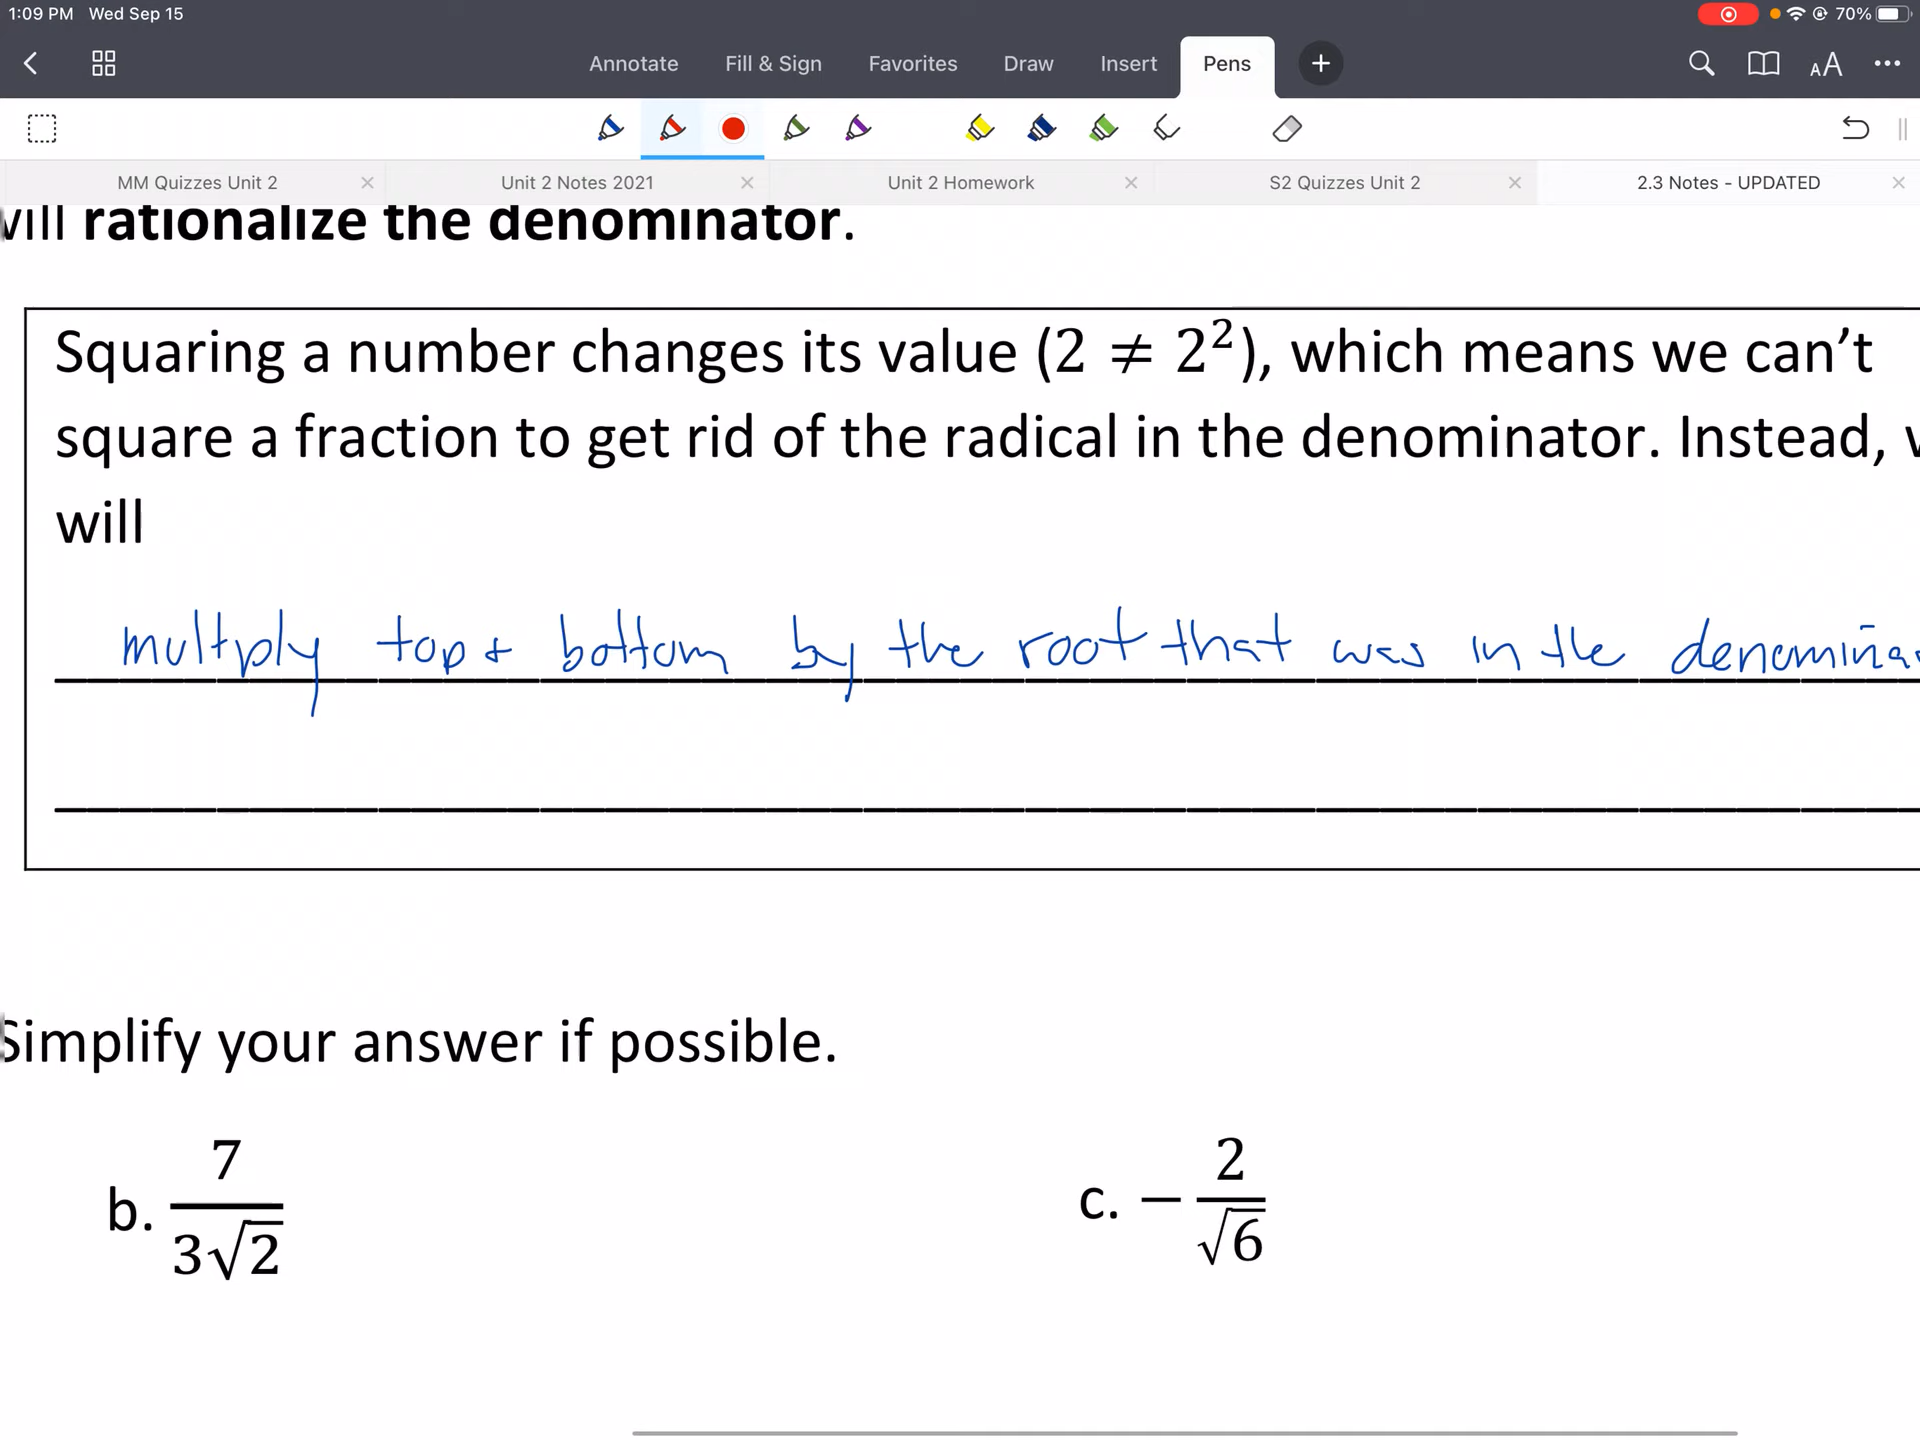 1:09 PM Wed Sep 15
70%
Annotate Fill & Sign Favorites Draw Insert Pens
AA
MM Quizzes Unit 2 Unit 2 Notes 2021 Unit 2 Homework S2 Quizzes Unit 2 2.3 Notes - UPDATED
will rationalize the denominator.
Squaring a number changes its value (2 ≠ 2²), which means we can't
square a fraction to get rid of the radical in the denominator. Instead,
will
multply top + bottom by the root that was in the denomina
Simplify your answer if possible.
b. 7/(3√2) c. −2/√6